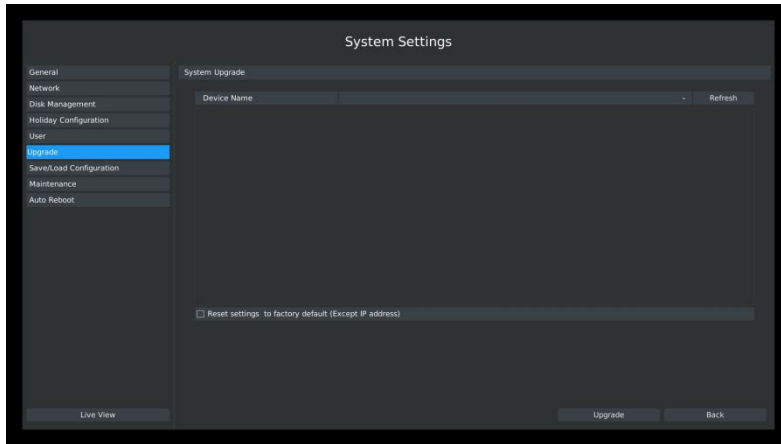 System Settings
General
Network
Disk Management
Holiday Configuration
User
Upgrade
Save/Load Configuration
Maintenance
Auto Reboot
System Upgrade
Device Name
Refresh
Reset settings to factory default (Except IP address)
Live View
Upgrade
Back